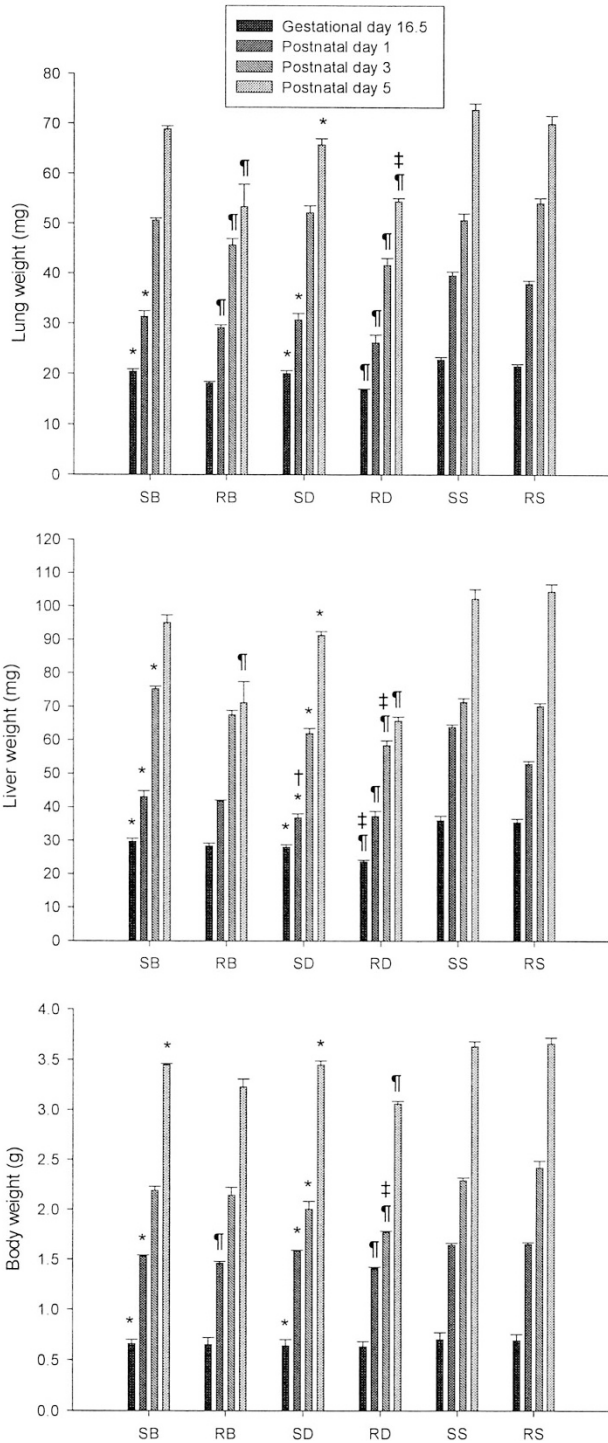 Gestational day 16.5
Postnatal day 1
Postnatal day 3
Postnatal day 5
Lung weight (mg)
80
70
60
50
40
30
20
10
0
* * ¶ ¶ ¶ * * * ¶ ¶ ¶ ‡ ¶
SB RB SD RD SS RS
Liver weight (mg)
120
110
100
90
80
70
60
50
40
30
20
10
0
* * * ¶ * † * * * ‡ ¶ ¶ ‡ ¶ ¶
SB RB SD RD SS RS
Body weight (g)
4.0
3.5
3.0
2.5
2.0
1.5
1.0
0.5
0.0
* * * ¶ * * * * ¶ ‡ ¶ ¶
SB RB SD RD SS RS